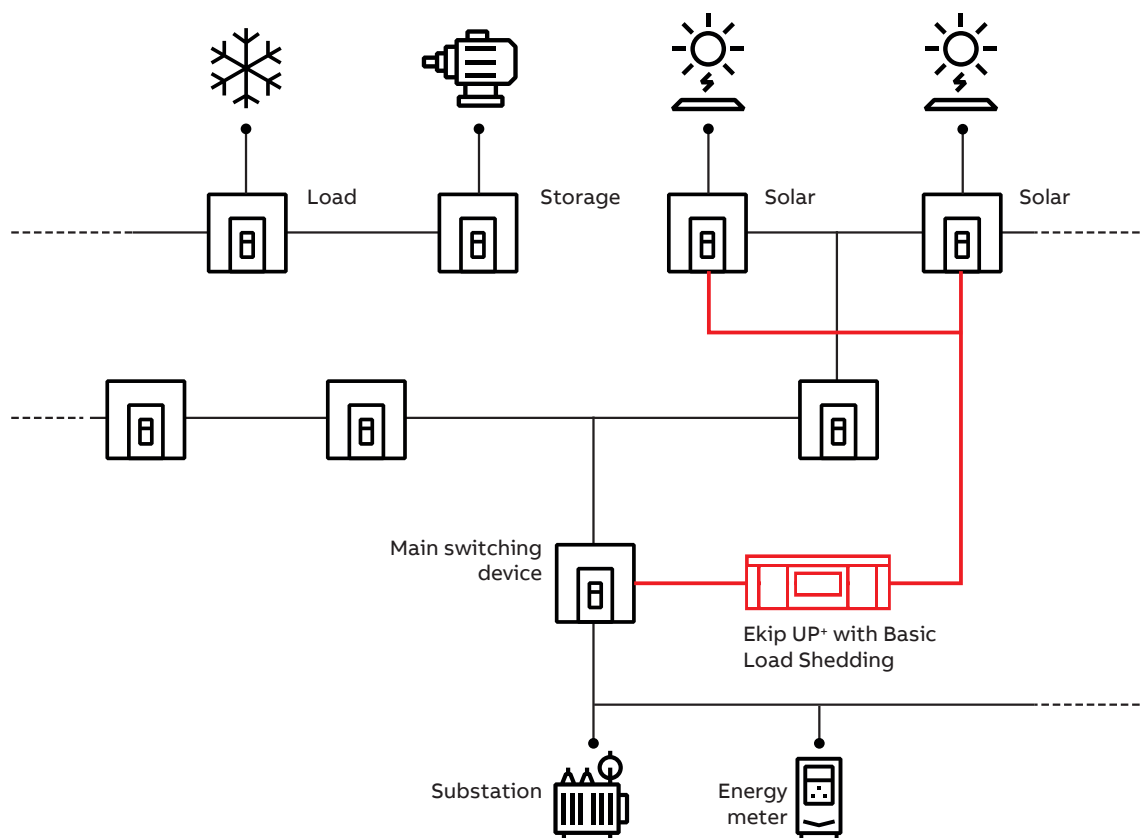 Load
Storage
Solar
Solar
Main switching
device
Ekip UP⁺ with Basic
Load Shedding
Substation
Energy
meter